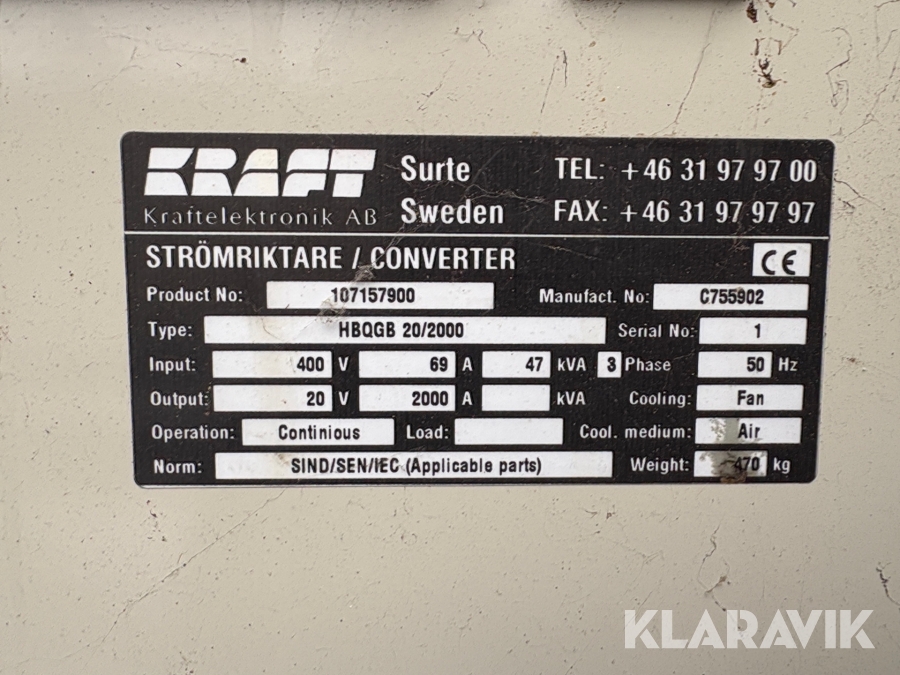 KRAFT Surte TEL: +46 31 97 97 00
Kraftelektronik AB Sweden FAX: +46 31 97 97 97
STRÖMRIKTARE / CONVERTER CE
Product No: 107157900 Manufact. No: C755902
Type: HBQGB 20/2000 Serial No: 1
Input: 400 V 69 A 47 kVA 3 Phase 50 Hz
Output: 20 V 2000 A kVA Cooling: Fan
Operation: Continious Load: Cool. medium: Air
Norm: SIND/SEN/IEC (Applicable parts) Weight: 470 kg
KLARAVIK